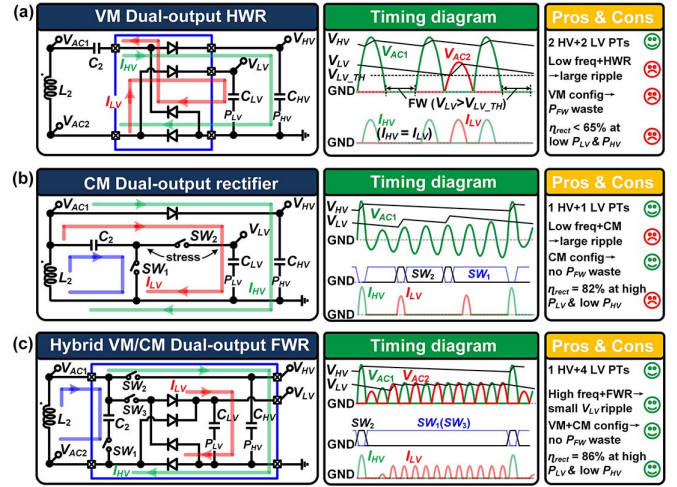 (a)
VM Dual-output HWR
V_AC1
C_2
V_HV
I_HV
V_LV
L_2
I_LV
C_LV
C_HV
V_AC2
P_LV
P_HV
Timing diagram
V_HV
V_AC1
V_AC2
V_LV
V_LV_TH
GND
FW (V_LV>V_LV_TH)
I_HV
I_LV
(I_HV = I_LV)
GND
Pros & Cons
2 HV+2 LV PTs
Low freq+HWR
→large ripple
VM config→
P_FW waste
η_rect < 65% at
low P_LV & P_HV
(b)
CM Dual-output rectifier
V_AC1
V_HV
C_2
SW_2
V_LV
stress
L_2
SW_1
C_LV
C_HV
I_LV
I_HV
Timing diagram
V_HV
V_LV
V_AC1
GND
SW_2
SW_1
I_HV
I_LV
GND
Pros & Cons
1 HV+1 LV PTs
Low freq+CM
→large ripple
CM config→
no P_FW waste
η_rect = 82% at high
P_LV & low P_HV
(c)
Hybrid VM/CM Dual-output FWR
V_AC1
V_HV
SW_2
V_LV
SW_3
I_LV
L_2
C_2
C_LV
C_HV
SW_1
P_LV
P_HV
V_AC2
I_HV
Timing diagram
V_HV
V_AC1
V_AC2
V_LV
GND
SW_2
SW_1(SW_3)
I_HV
I_LV
GND
Pros & Cons
1 HV+4 LV PTs
High freq+FWR→
small V_LV ripple
VM+CM config→
no P_FW waste
η_rect = 86% at high
P_LV & low P_HV